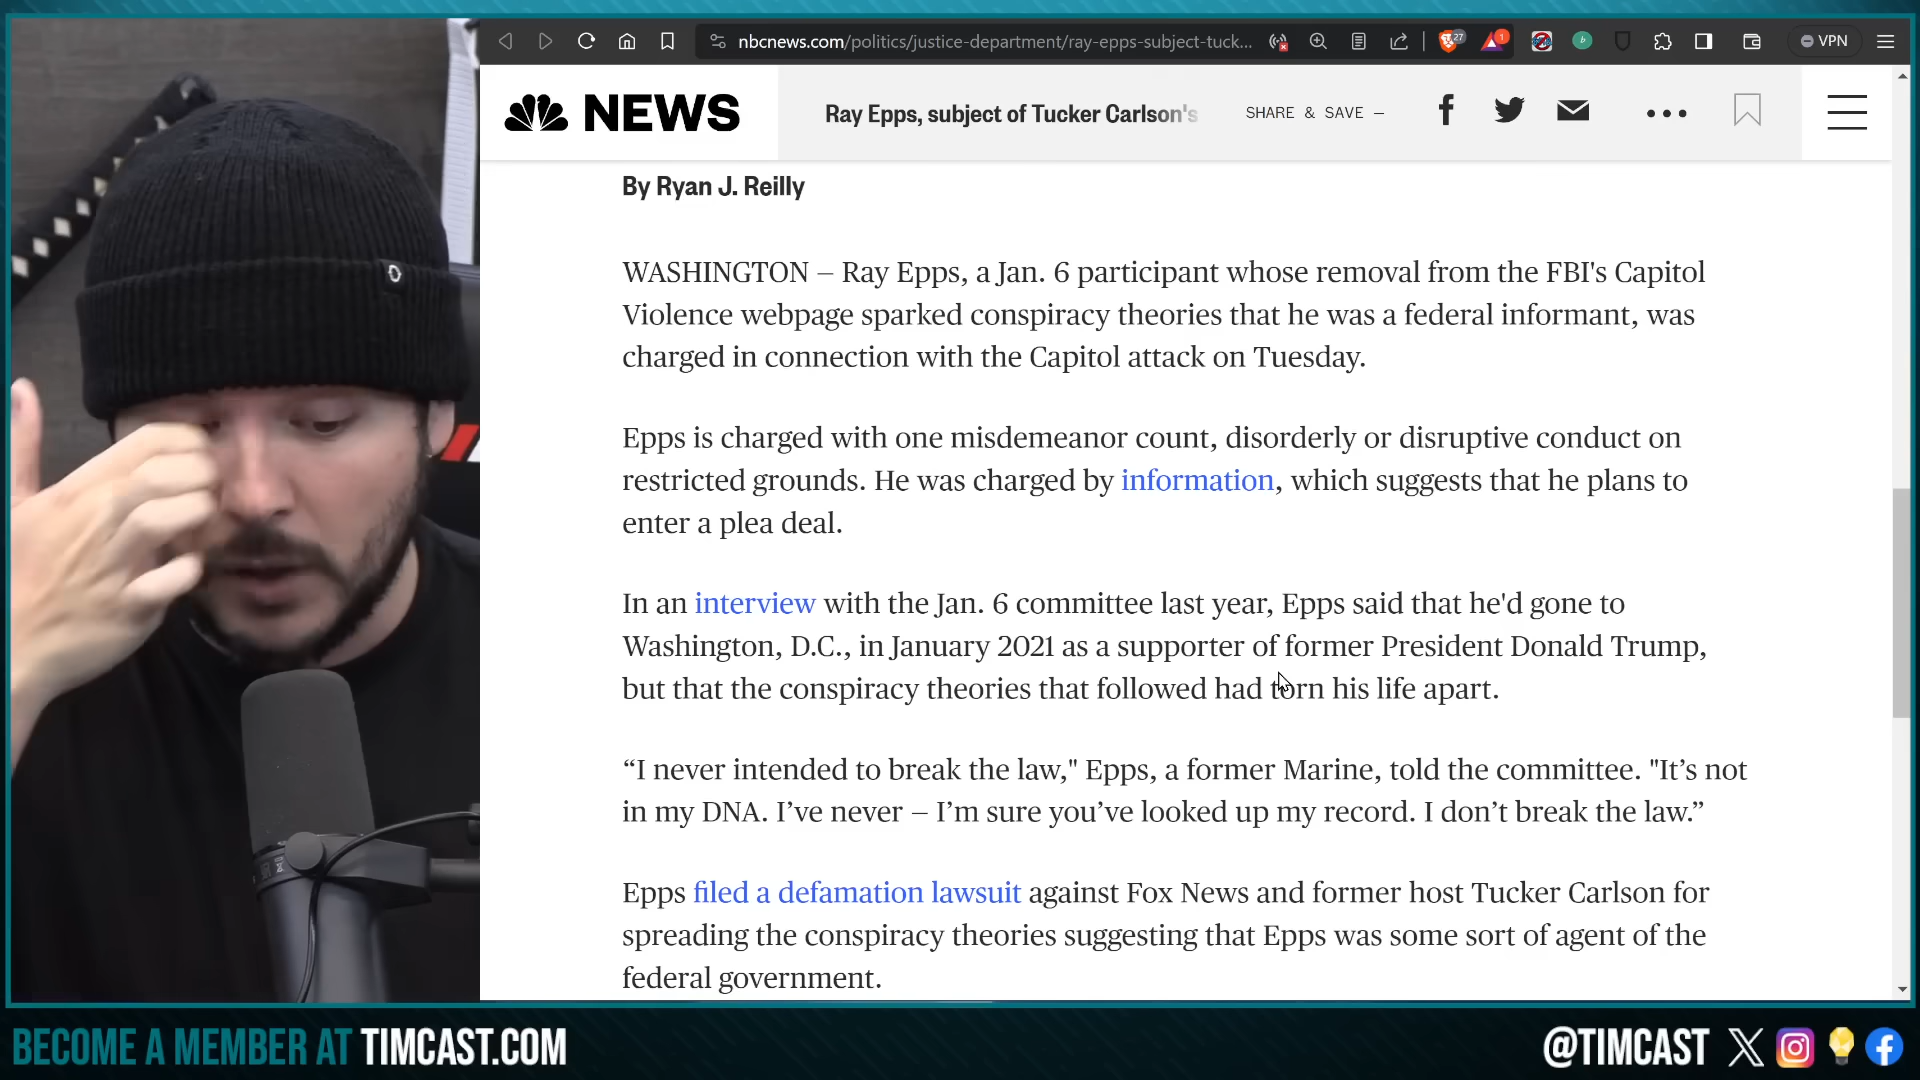 nbcnews.com/politics/justice-department/ray-epps-subject-tuck...
27
1
VPN
NEWS
Ray Epps, subject of Tucker Carlson's
SHARE & SAVE —
By Ryan J. Reilly
WASHINGTON — Ray Epps, a Jan. 6 participant whose removal from the FBI's Capitol
Violence webpage sparked conspiracy theories that he was a federal informant, was
charged in connection with the Capitol attack on Tuesday.
Epps is charged with one misdemeanor count, disorderly or disruptive conduct on
restricted grounds. He was charged by information, which suggests that he plans to
enter a plea deal.
In an interview with the Jan. 6 committee last year, Epps said that he'd gone to
Washington, D.C., in January 2021 as a supporter of former President Donald Trump,
but that the conspiracy theories that followed had torn his life apart.
“I never intended to break the law," Epps, a former Marine, told the committee. "It’s not
in my DNA. I’ve never — I’m sure you’ve looked up my record. I don’t break the law.”
Epps filed a defamation lawsuit against Fox News and former host Tucker Carlson for
spreading the conspiracy theories suggesting that Epps was some sort of agent of the
federal government.
BECOME A MEMBER AT TIMCAST.COM
@TIMCAST